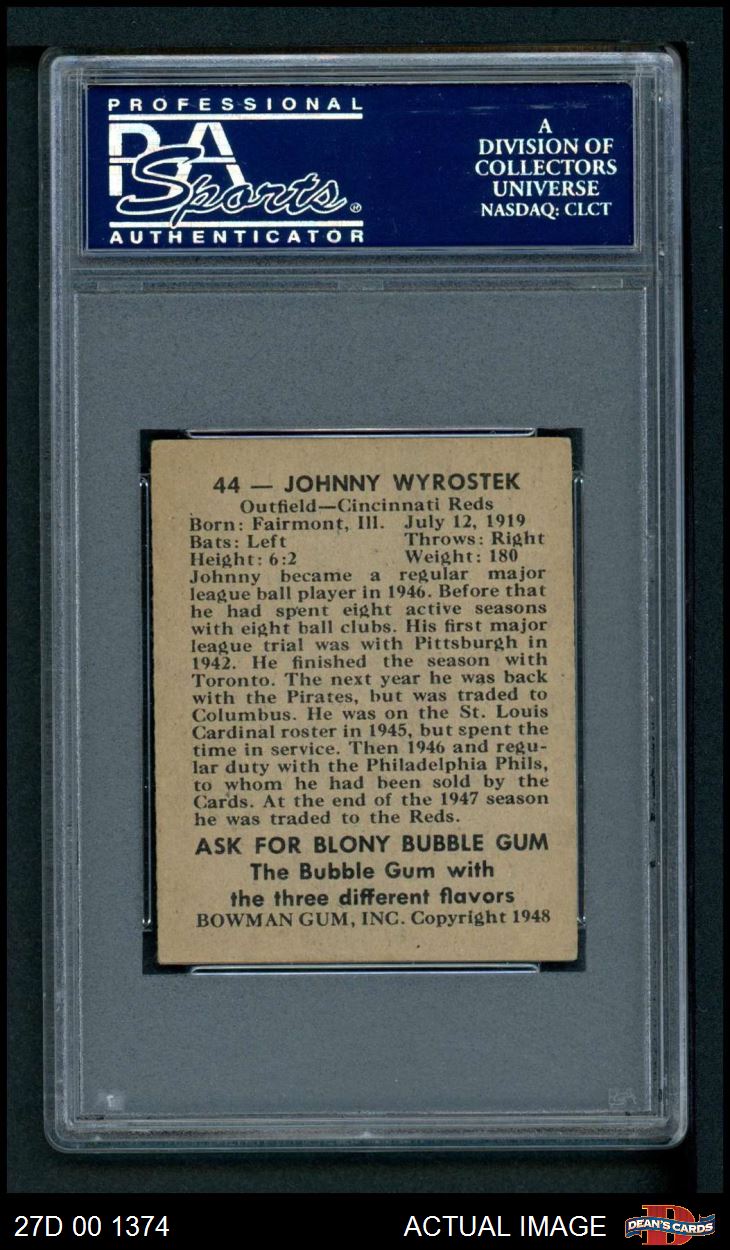 PROFESSIONAL
PSA
Sports®
AUTHENTICATOR
A
DIVISION OF
COLLECTORS
UNIVERSE
NASDAQ: CLCT
44 — JOHNNY WYROSTEK
Outfield—Cincinnati Reds
Born: Fairmont, Ill. July 12, 1919
Bats: Left Throws: Right
Height: 6:2 Weight: 180
Johnny became a regular major
league ball player in 1946. Before that
he had spent eight active seasons
with eight ball clubs. His first major
league trial was with Pittsburgh in
1942. He finished the season with
Toronto. The next year he was back
with the Pirates, but was traded to
Columbus. He was on the St. Louis
Cardinal roster in 1945, but spent the
time in service. Then 1946 and regu-
lar duty with the Philadelphia Phils,
to whom he had been sold by the
Cards. At the end of the 1947 season
he was traded to the Reds.
ASK FOR BLONY BUBBLE GUM
The Bubble Gum with
the three different flavors
BOWMAN GUM, INC. Copyright 1948
PSA
27D 00 1374
ACTUAL IMAGE
DEAN'S CARDS